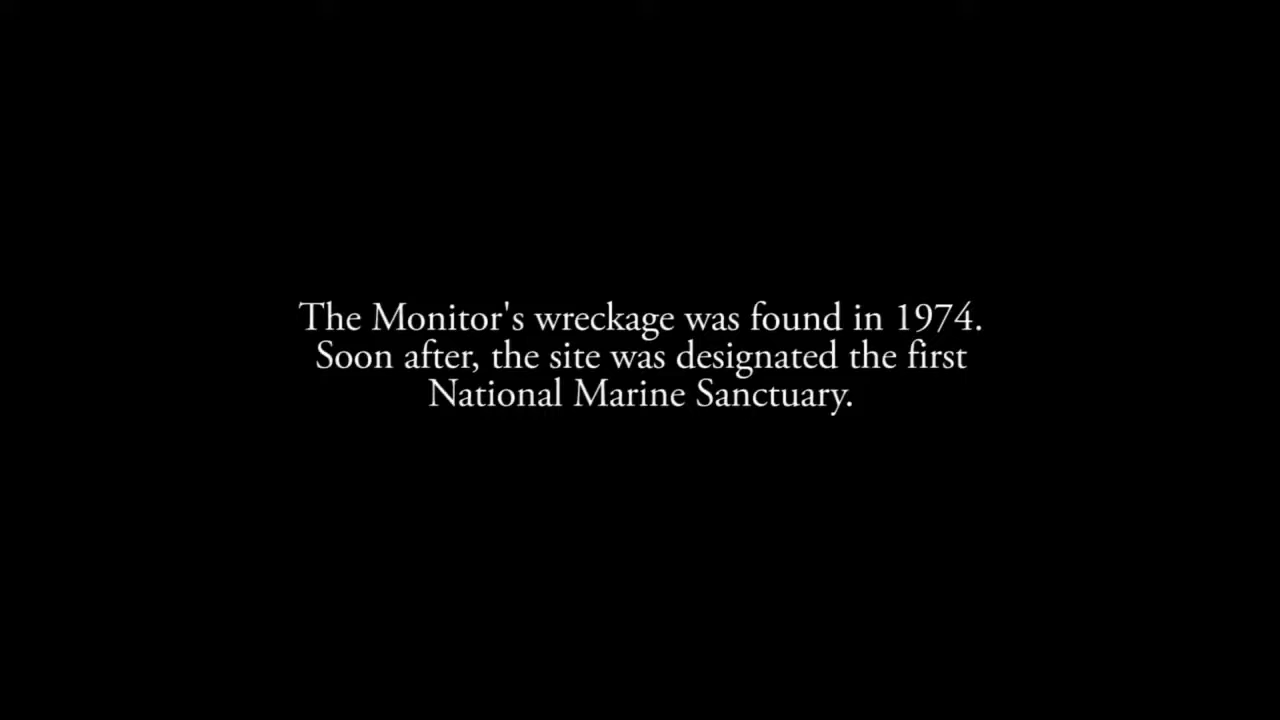 The Monitor's wreckage was found in 1974.
Soon after, the site was designated the first
National Marine Sanctuary.